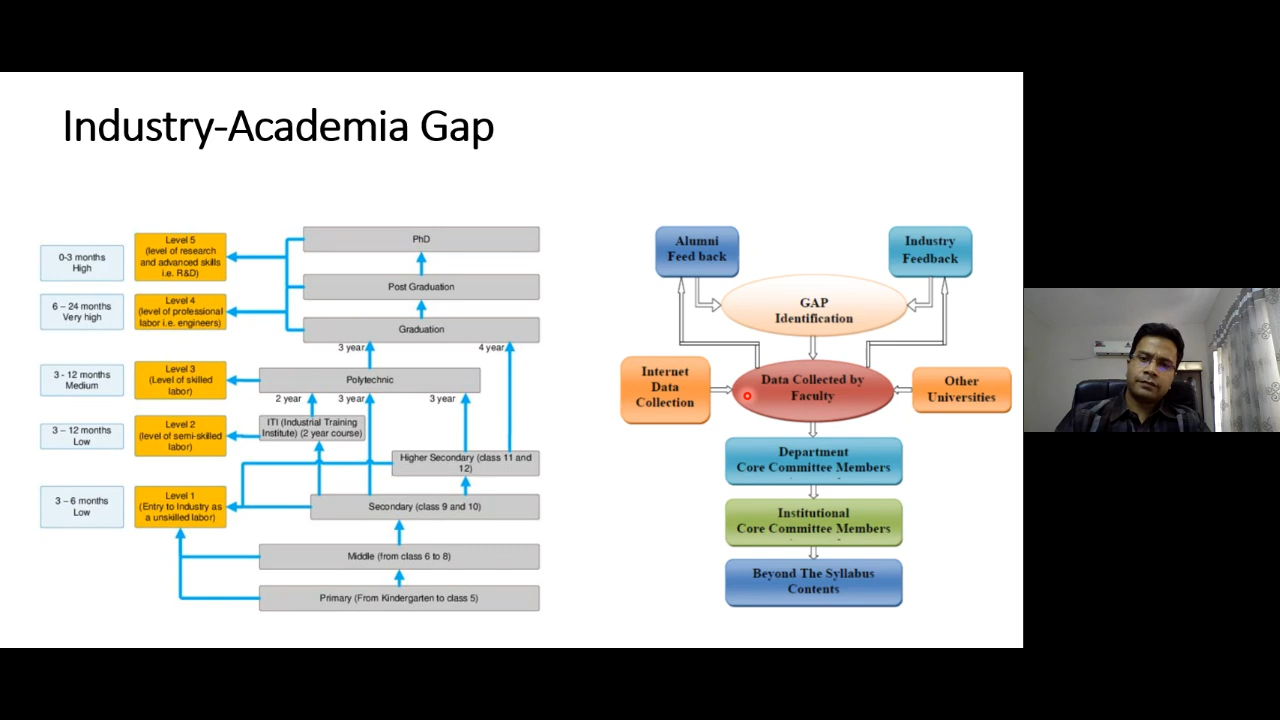 Industry-Academia Gap
0-3 months
High
Level 5
(level of research
and advanced skills
i.e. R&D)
PhD
6 – 24 months
Very high
Level 4
(level of professional
labor i.e. engineers)
Post Graduation
Graduation
3 year
4 year
3 - 12 months
Medium
Level 3
(Level of skilled
labor)
Polytechnic
2 year
3 year
3 year
3 – 12 months
Low
Level 2
(level of semi-skilled
labor)
ITI (Industrial Training
Institute) (2 year course)
Higher Secondary (class 11 and
12)
3 – 6 months
Low
Level 1
(Entry to Industry as
a unskilled labor)
Secondary (class 9 and 10)
Middle (from class 6 to 8)
Primary (From Kindergarten to class 5)
Alumni
Feed back
Industry
Feedback
GAP
Identification
Internet
Data
Collection
Data Collected by
Faculty
Other
Universities
Department
Core Committee Members
Institutional
Core Committee Members
Beyond The Syllabus
Contents